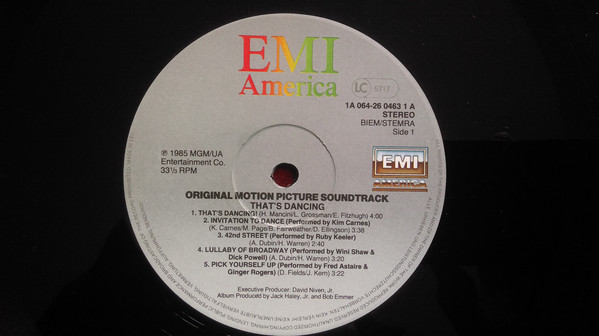 EMI
America
LC 5717
1A 064-26 0463 1 A
STEREO
BIEM/STEMRA
Side 1
℗ 1985 MGM/UA
Entertainment Co.
33⅓ RPM
EMI
AMERICA
ORIGINAL MOTION PICTURE SOUNDTRACK
THAT'S DANCING
1. THAT'S DANCING! (H. Mancini/L. Grossman/E. Fitzhugh) 4:00
2. INVITATION TO DANCE (Performed by Kim Carnes)
(K. Carnes/M. Page/B. Fairweather/D. Ellingson) 3:38
3. 42nd STREET (Performed by Ruby Keeler)
(A. Dubin/H. Warren) 2:40
4. LULLABY OF BROADWAY (Performed by Wini Shaw &
Dick Powell) (A. Dubin/H. Warren) 3:20
5. PICK YOURSELF UP (Performed by Fred Astaire &
Ginger Rogers) (D. Fields/J. Kern) 3:22
Executive Producer: David Niven, Jr.
Album Produced by Jack Haley, Jr. and Bob Emmer